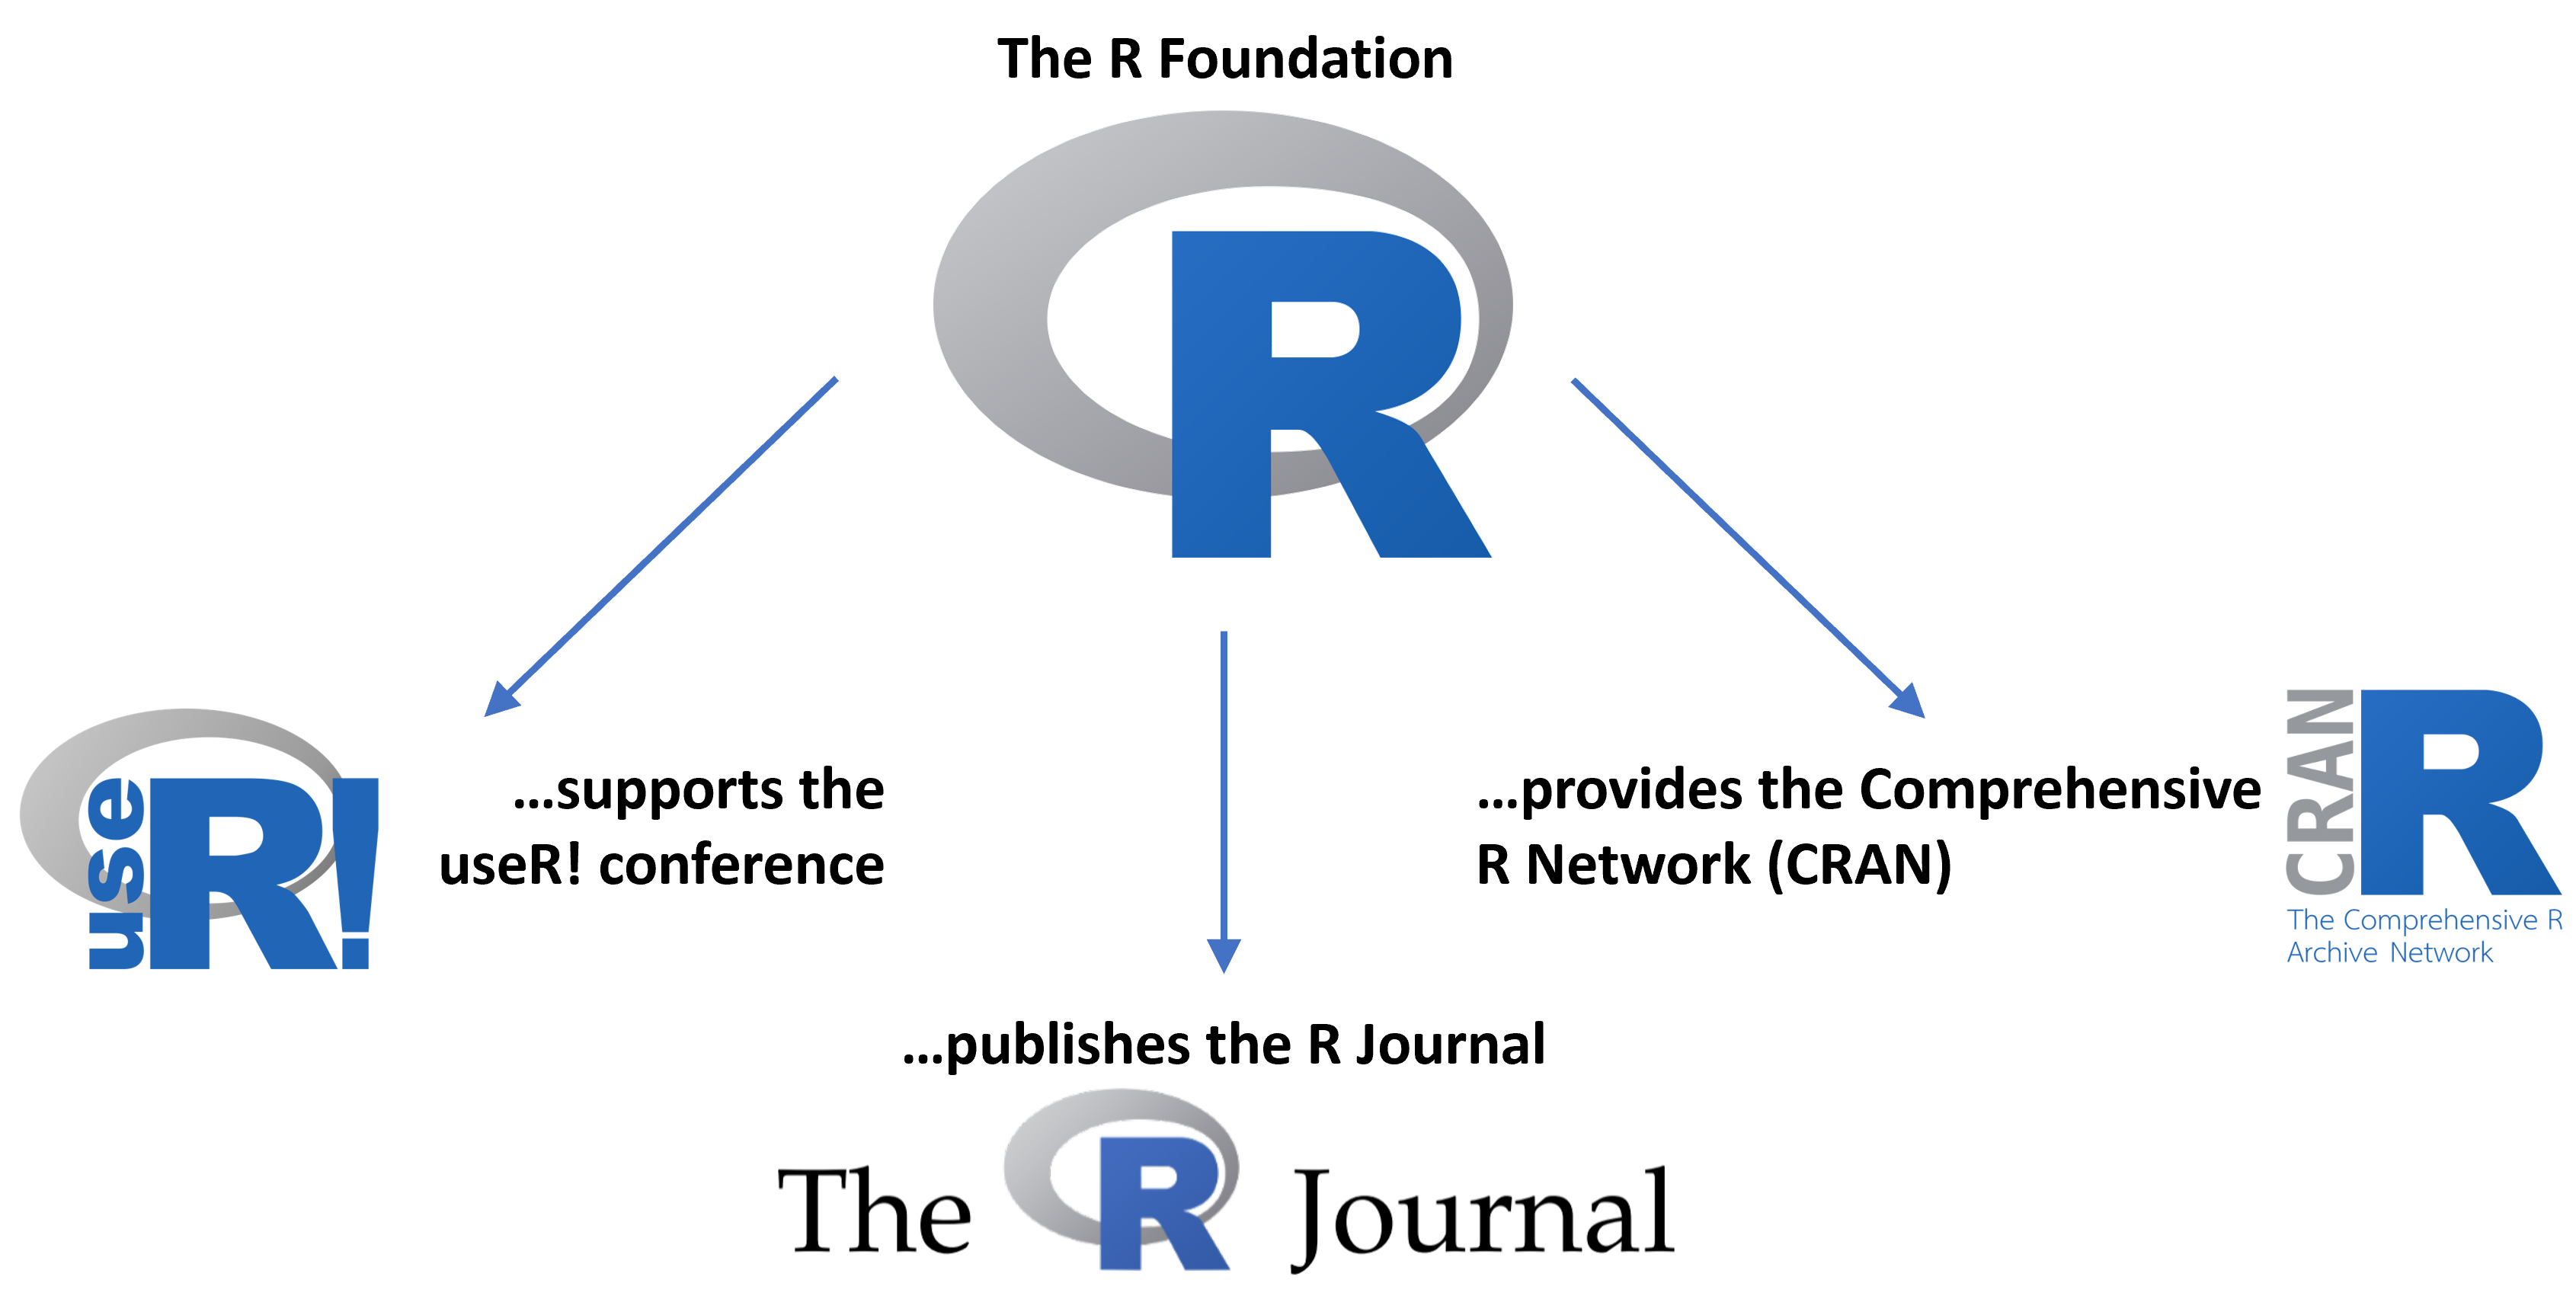 The R Foundation
R
use
R!
…supports the
useR! conference
…provides the Comprehensive
R Network (CRAN)
CRAN
R
The Comprehensive R
Archive Network
…publishes the R Journal
The R Journal